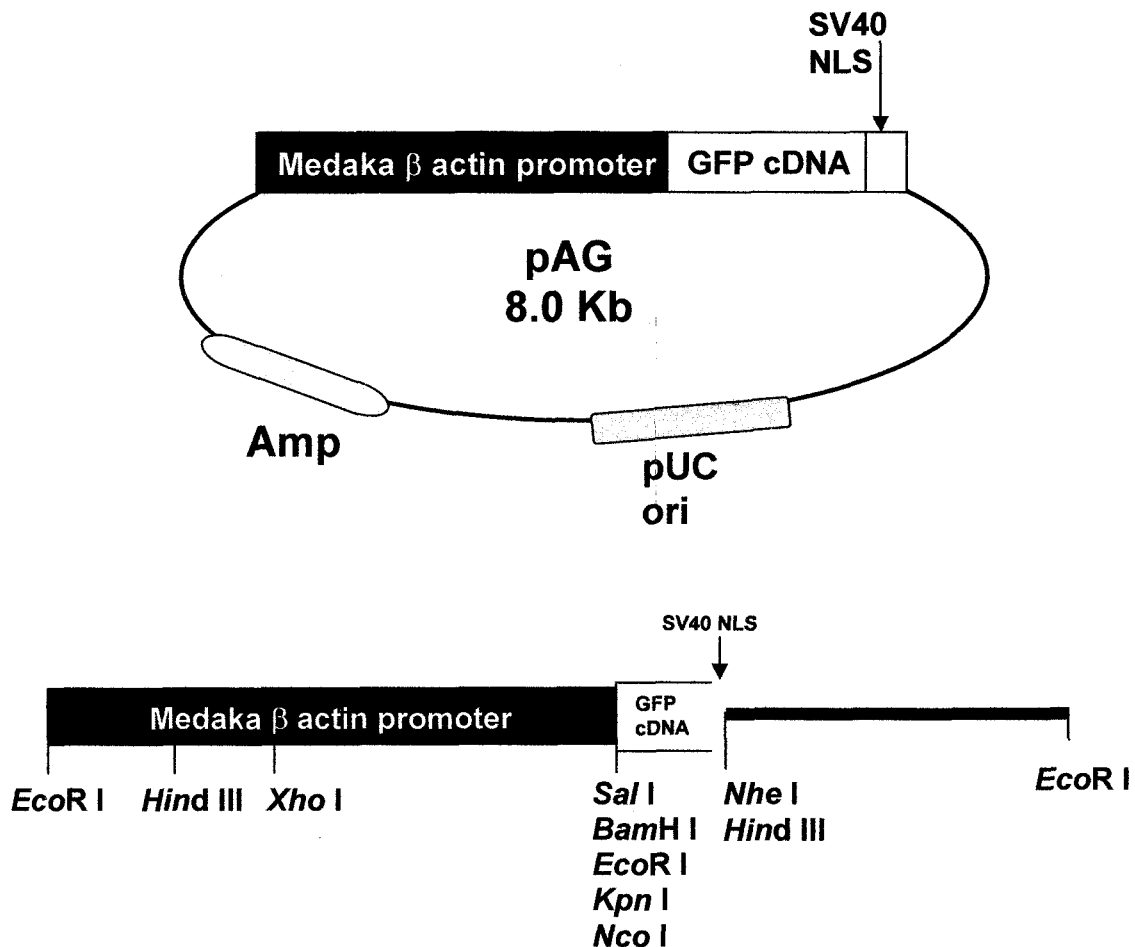 SV40
NLS
Medaka β actin promoter
GFP cDNA
pAG
8.0 Kb
Amp
pUC
ori
SV40 NLS
Medaka β actin promoter
GFP
cDNA
EcoR I
Hind III
Xho I
Sal I
BamH I
EcoR I
Kpn I
Nco I
Nhe I
Hind III
EcoR I